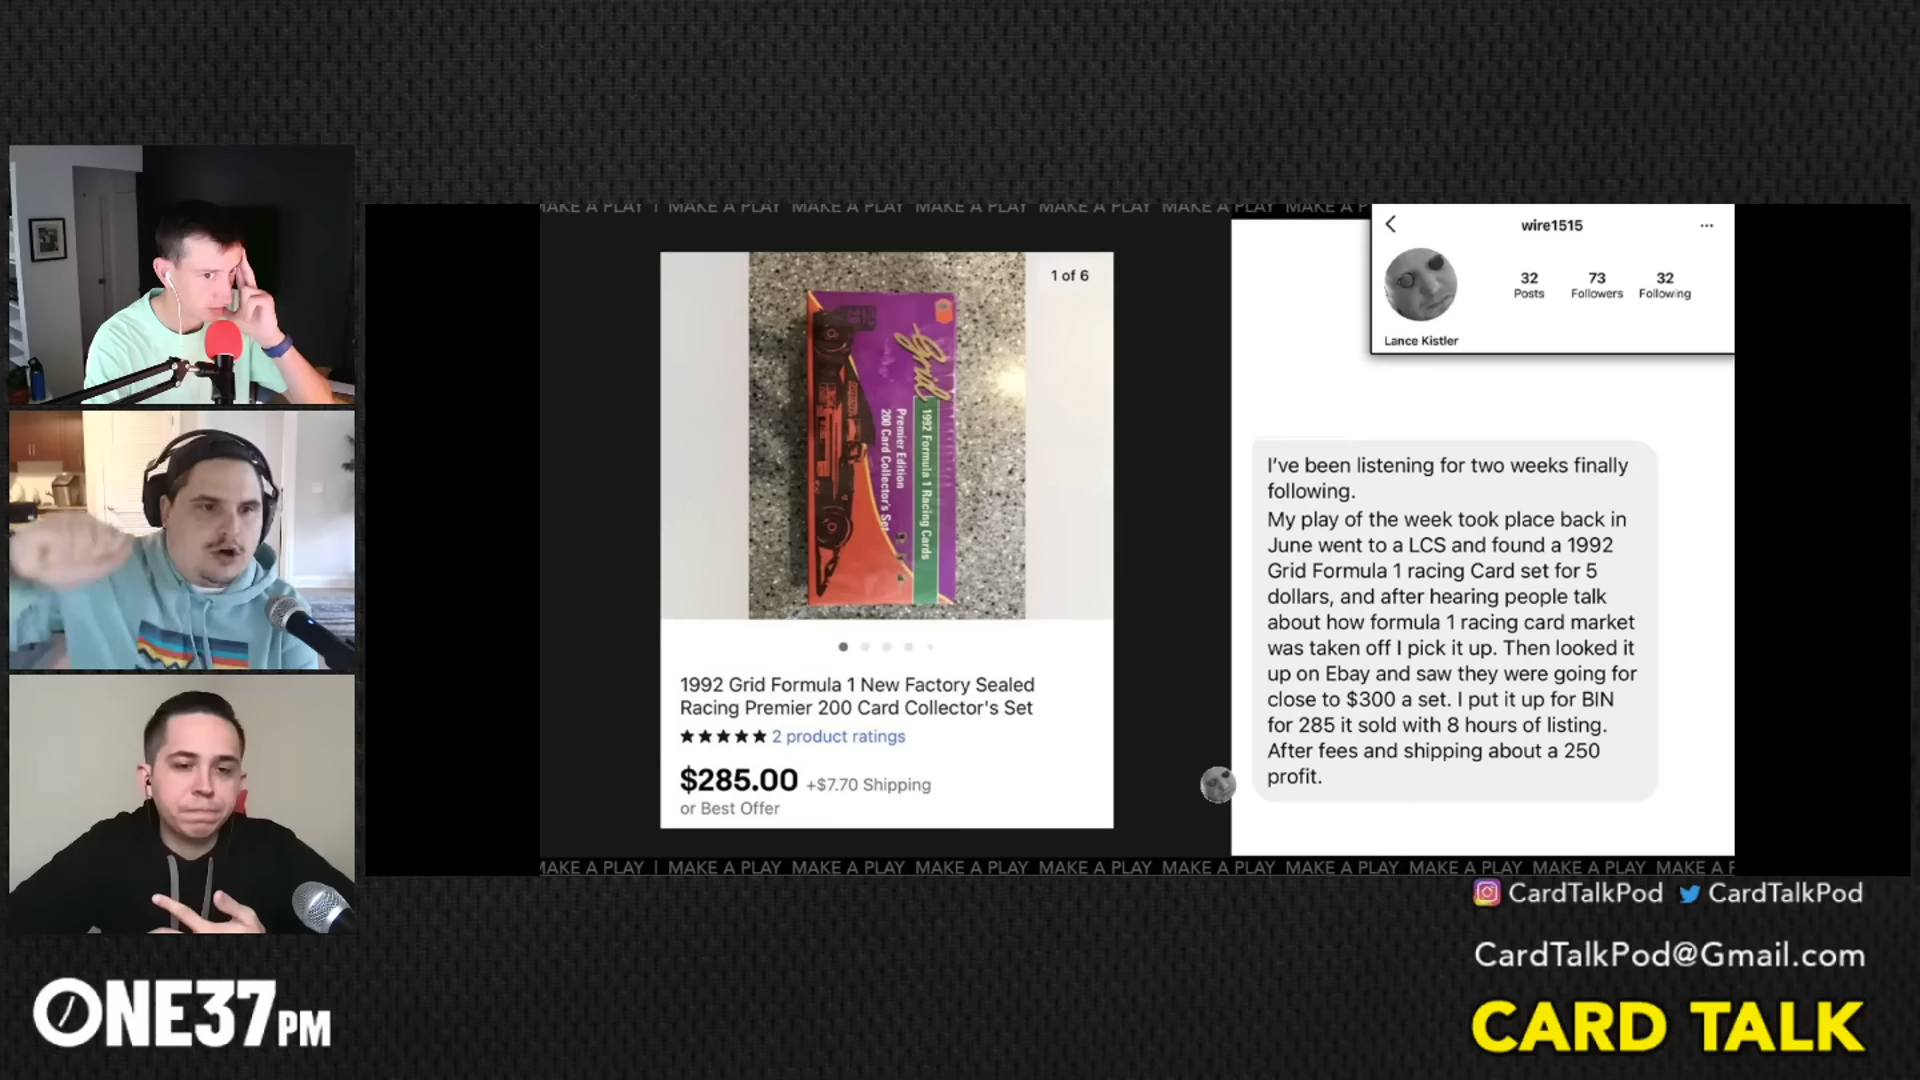 MAKE A PLAY | MAKE A PLAY MAKE A PLAY MAKE A PLAY MAKE A PLAY MAKE A PLAY MAKE A P
wire1515
...
32 73 32
Posts Followers Following
Lance Kistler
1 of 6
Grid
1992 Formula 1 Racing Cards
Premier Edition
200 Card Collector's Set
1992 Grid Formula 1 New Factory Sealed
Racing Premier 200 Card Collector's Set
★★★★★ 2 product ratings
$285.00 +$7.70 Shipping
or Best Offer
I've been listening for two weeks finally
following.
My play of the week took place back in
June went to a LCS and found a 1992
Grid Formula 1 racing Card set for 5
dollars, and after hearing people talk
about how formula 1 racing card market
was taken off I pick it up. Then looked it
up on Ebay and saw they were going for
close to $300 a set. I put it up for BIN
for 285 it sold with 8 hours of listing.
After fees and shipping about a 250
profit.
MAKE A PLAY | MAKE A PLAY MAKE A PLAY MAKE A PLAY MAKE A PLAY MAKE A PLAY MAKE A PLAY MAKE A PLAY MAKE A PLAY MAKE A P
CardTalkPod CardTalkPod
CardTalkPod@Gmail.com
CARD TALK
ONE37PM